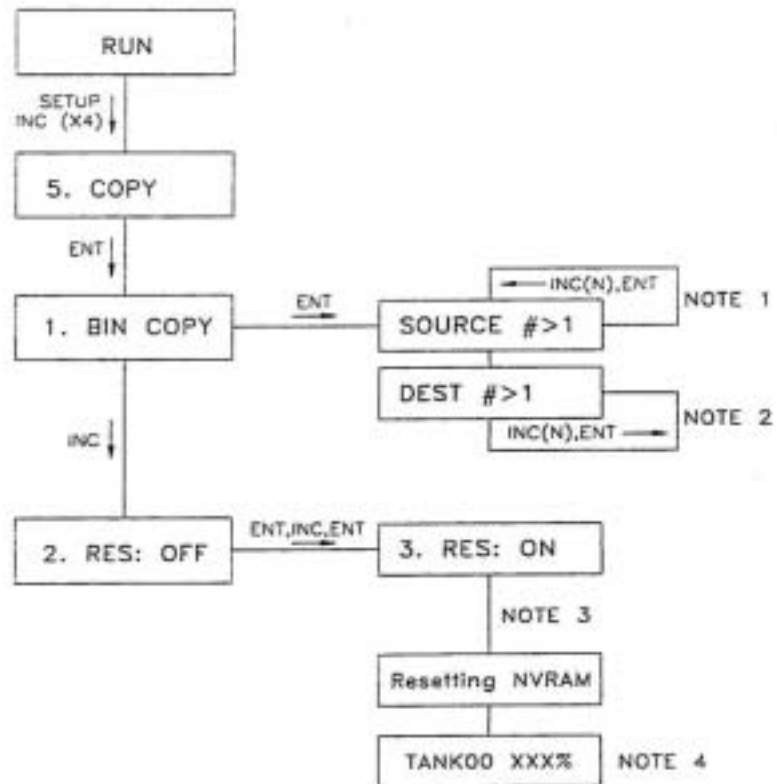 RUN
SETUP
INC (X4)
5. COPY
ENT
1. BIN COPY
ENT
INC(N),ENT
NOTE 1
SOURCE #>1
DEST #>1
INC(N),ENT
NOTE 2
INC
2. RES: OFF
ENT,INC,ENT
3. RES: ON
NOTE 3
Resetting NVRAM
TANK00 XXX%
NOTE 4